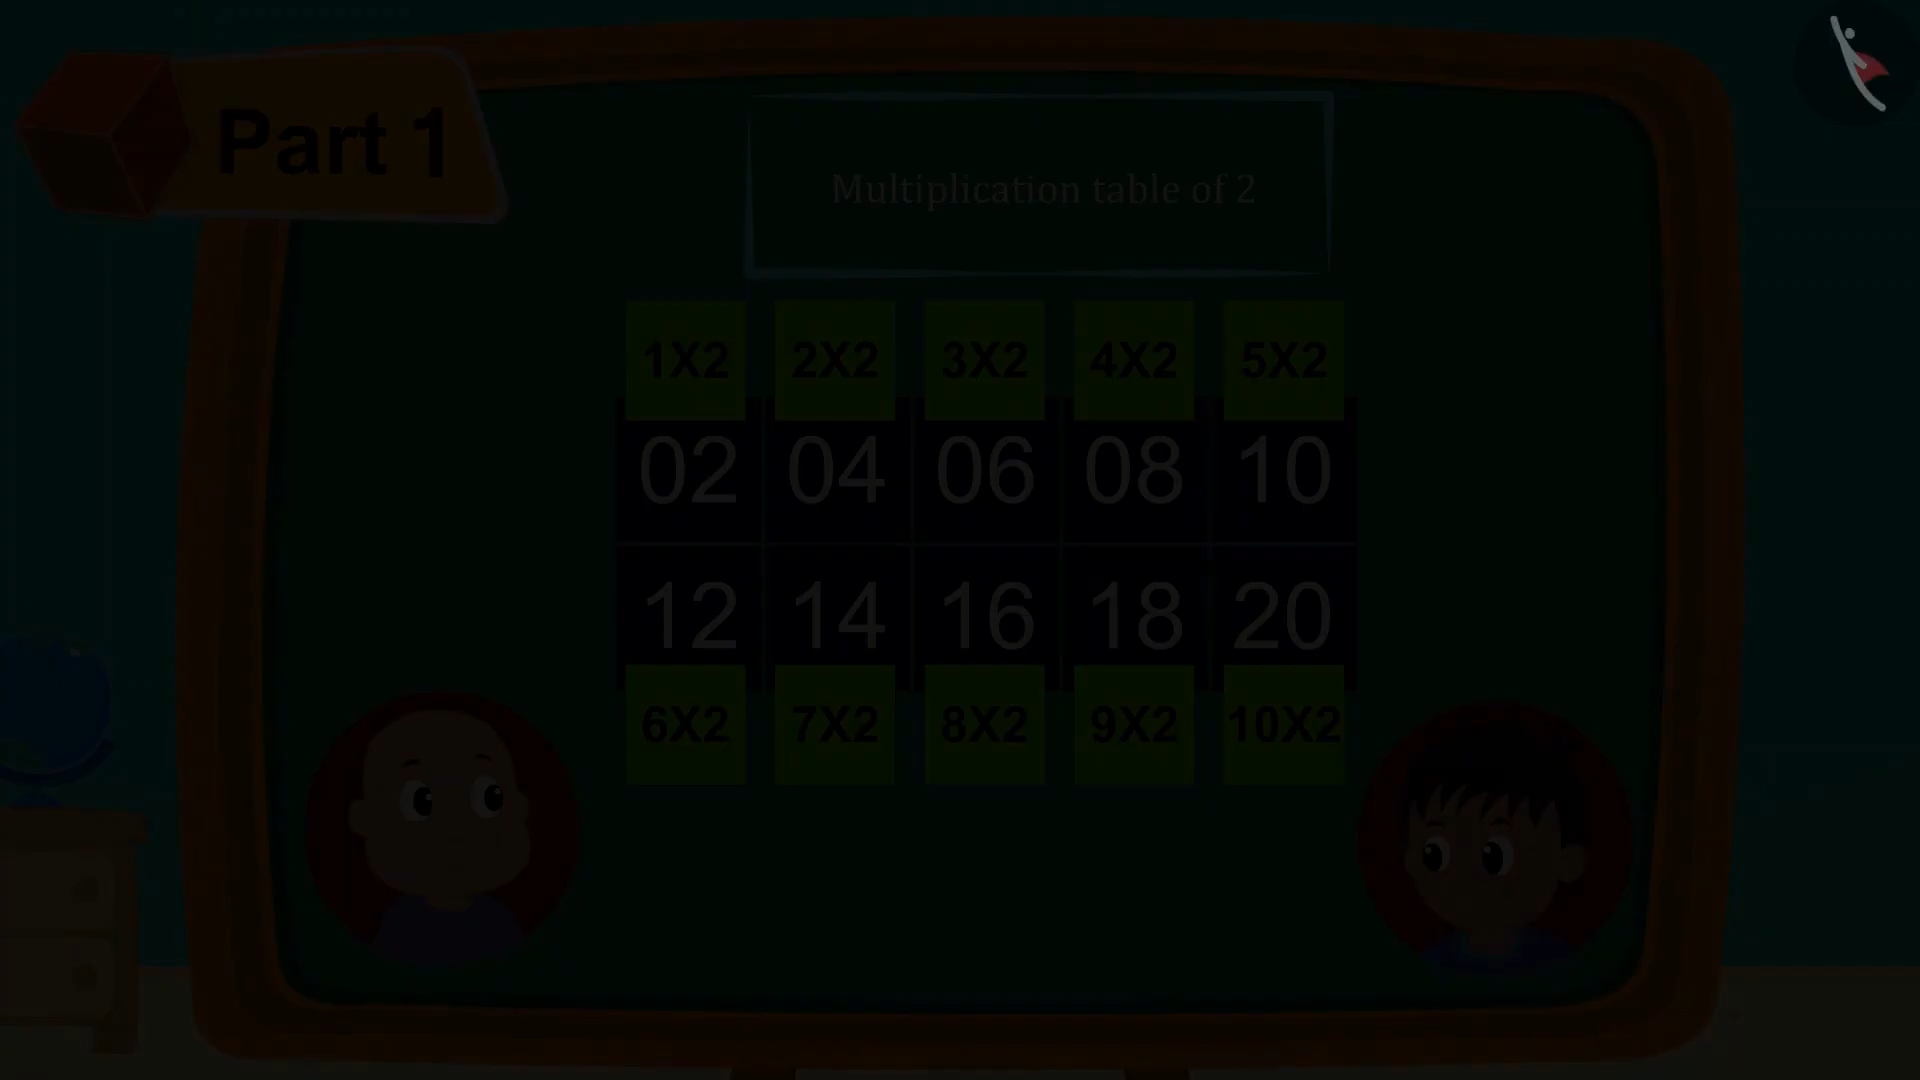 Part 1
Multiplication table of 2
1X2 2X2 3X2 4X2 5X2
02 04 06 08 10
12 14 16 18 20
6X2 7X2 8X2 9X2 10X2